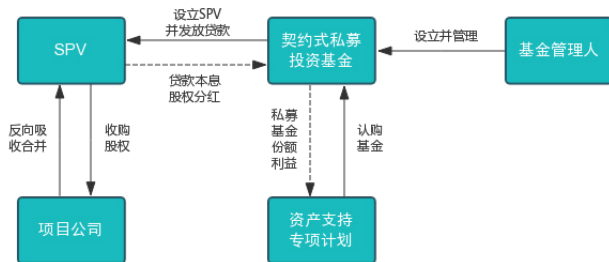 设立SPV
并发放贷款
SPV
契约式私募
投资基金
设立并管理
基金管理人
贷款本息
股权分红
反向吸
收合并
收购
股权
私募
基金
份额
利益
认购
基金
项目公司
资产支持
专项计划